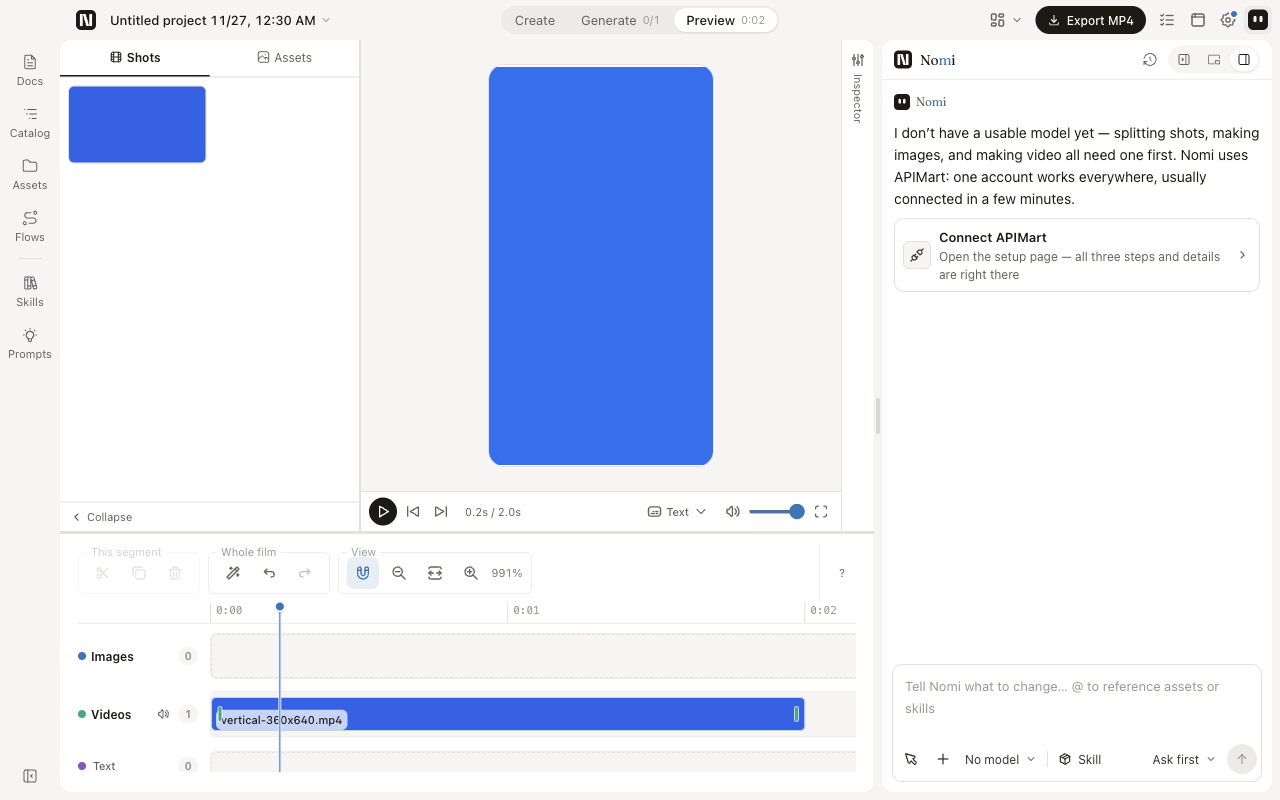 Untitled project 11/27, 12:30 AM
Create
Generate 0/1
Preview 0:02
Export MP4
Docs
Catalog
Assets
Flows
Skills
Prompts
Shots
Assets
Collapse
Inspector
0.2s / 2.0s
Text
This segment
Whole film
View
991%
?
0:00
0:01
0:02
Images 0
Videos 1
vertical-360x640.mp4
Text 0
Nomi
Nomi
I don’t have a usable model yet — splitting shots, making
images, and making video all need one first. Nomi uses
APIMart: one account works everywhere, usually
connected in a few minutes.
Connect APIMart
Open the setup page — all three steps and details
are right there
Tell Nomi what to change... @ to reference assets or
skills
No model
Skill
Ask first